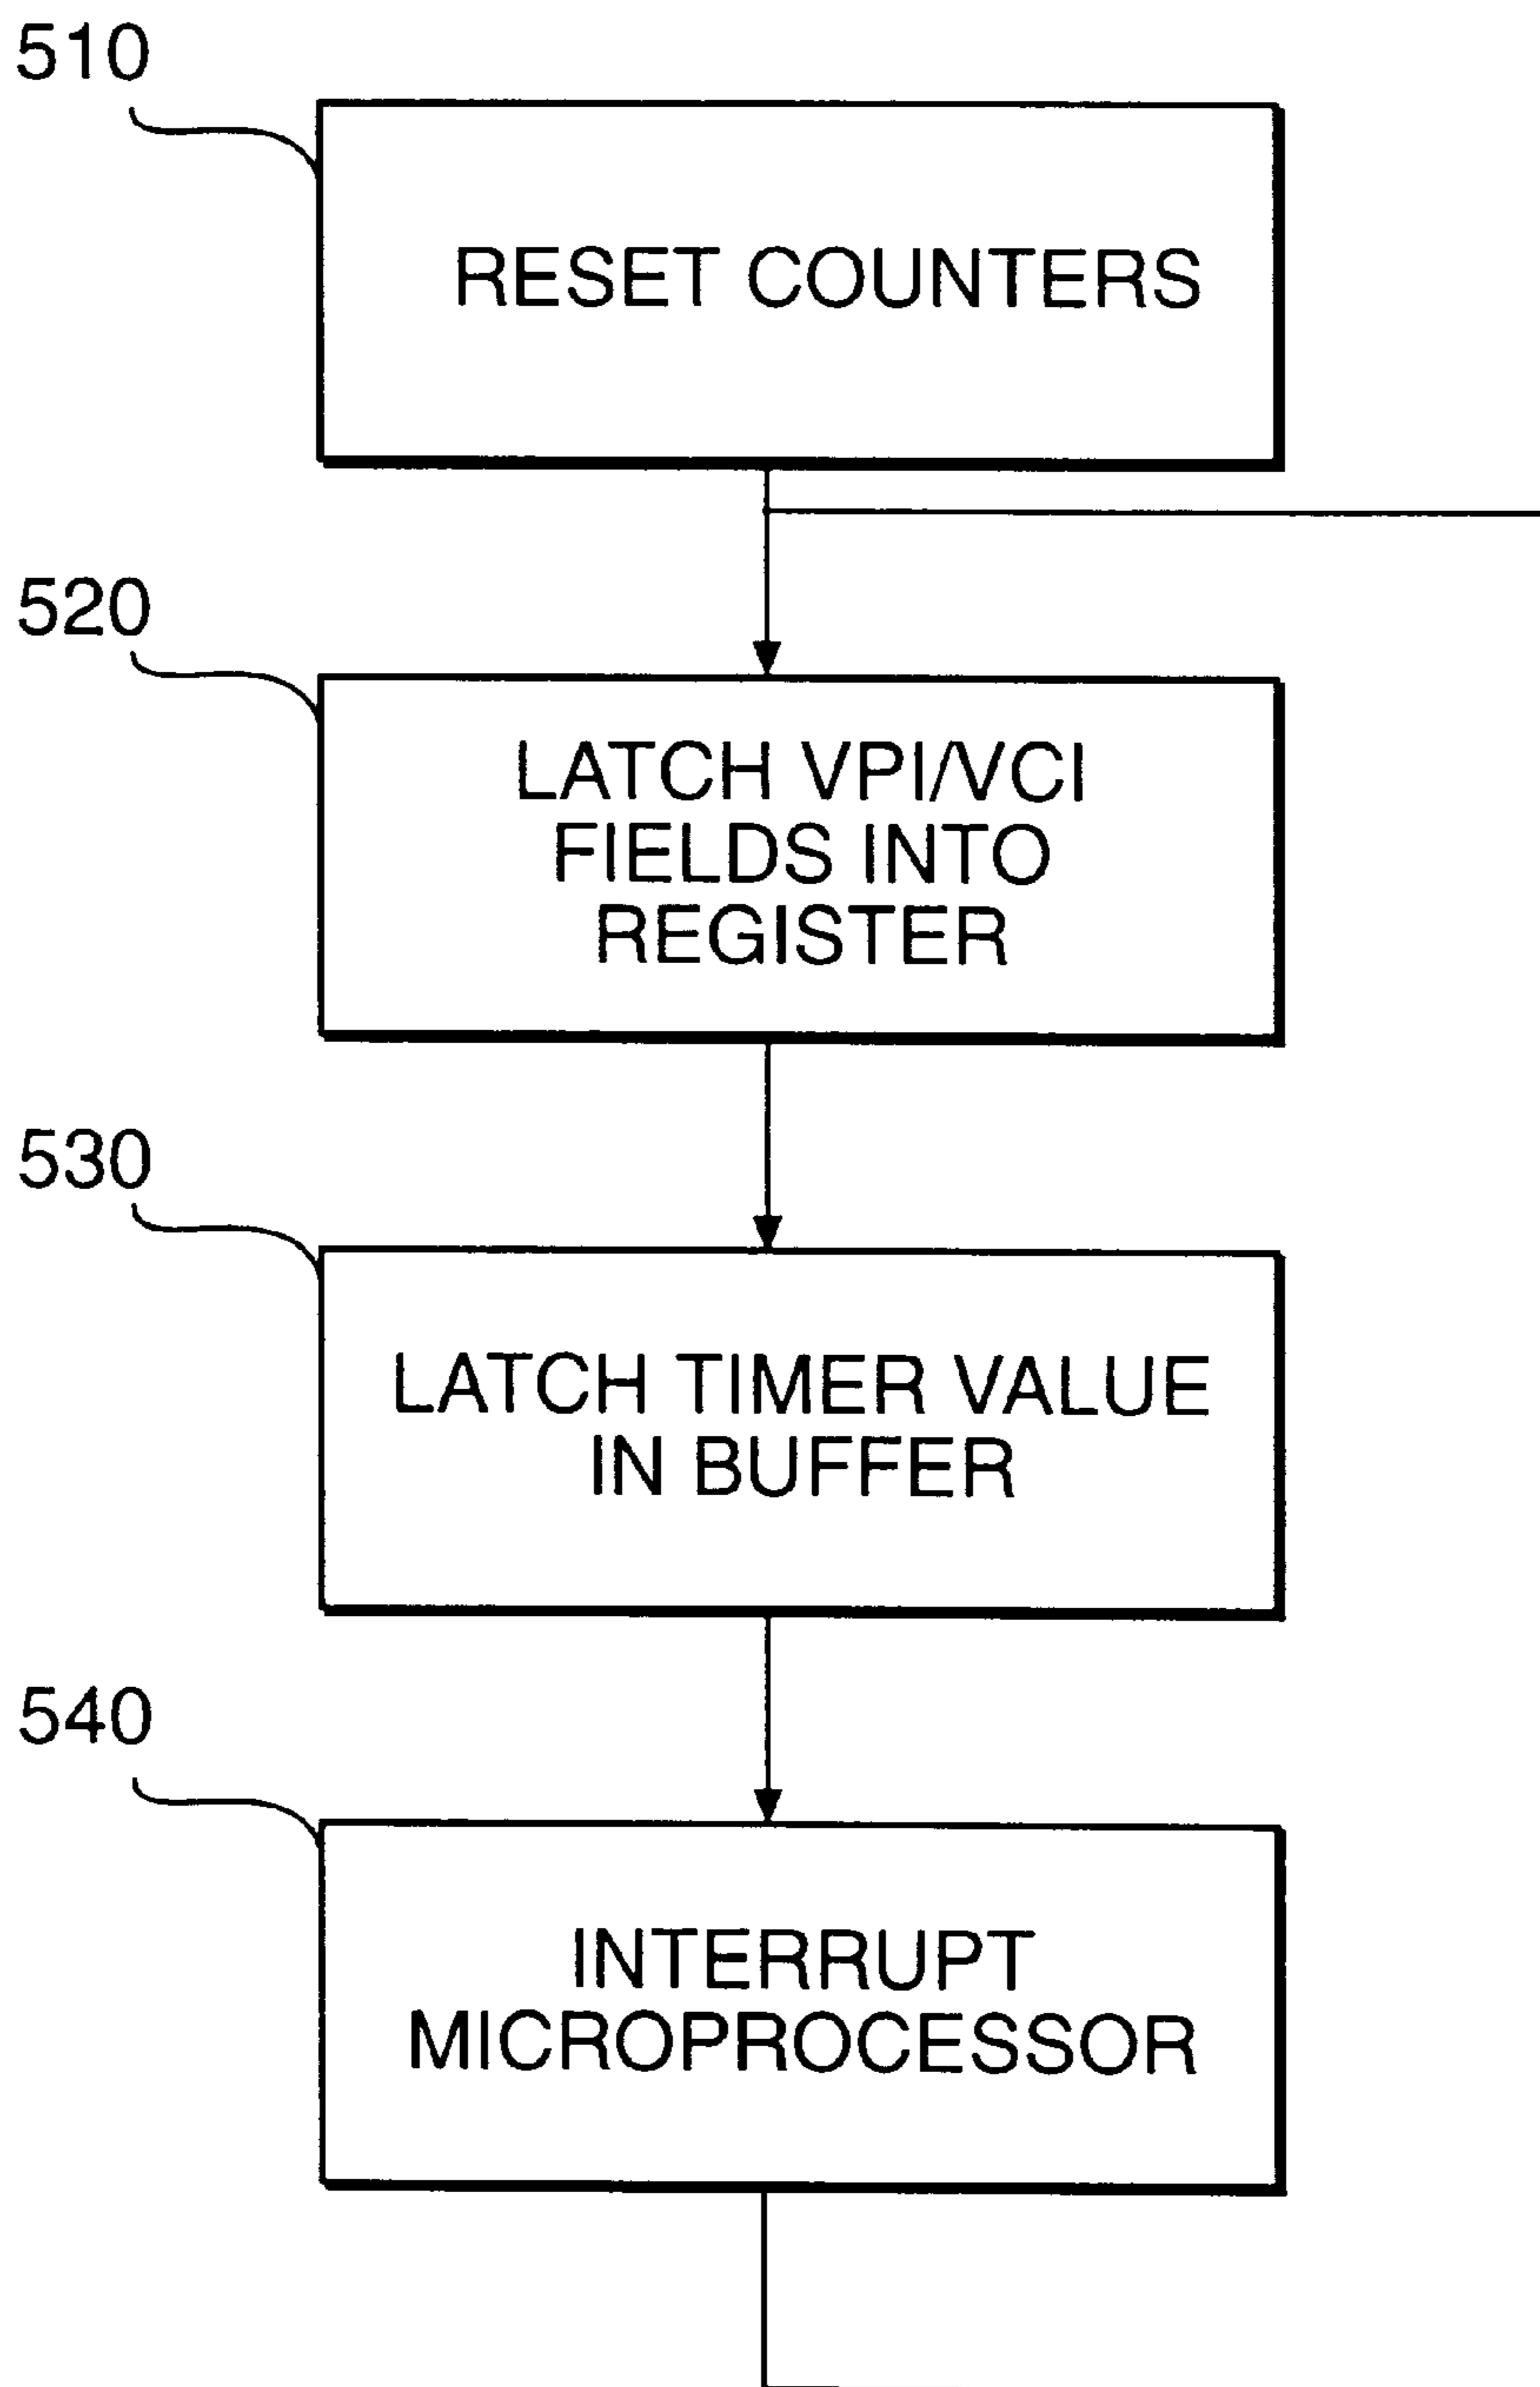 510
RESET COUNTERS
520
LATCH VPI/VCI
FIELDS INTO
REGISTER
530
LATCH TIMER VALUE
IN BUFFER
540
INTERRUPT
MICROPROCESSOR